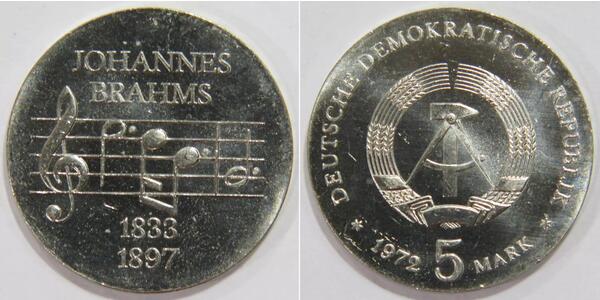 JOHANNES
BRAHMS
1833
1897
DEUTSCHE DEMOKRATISCHE REPUBLIK
* 1972 5 MARK *